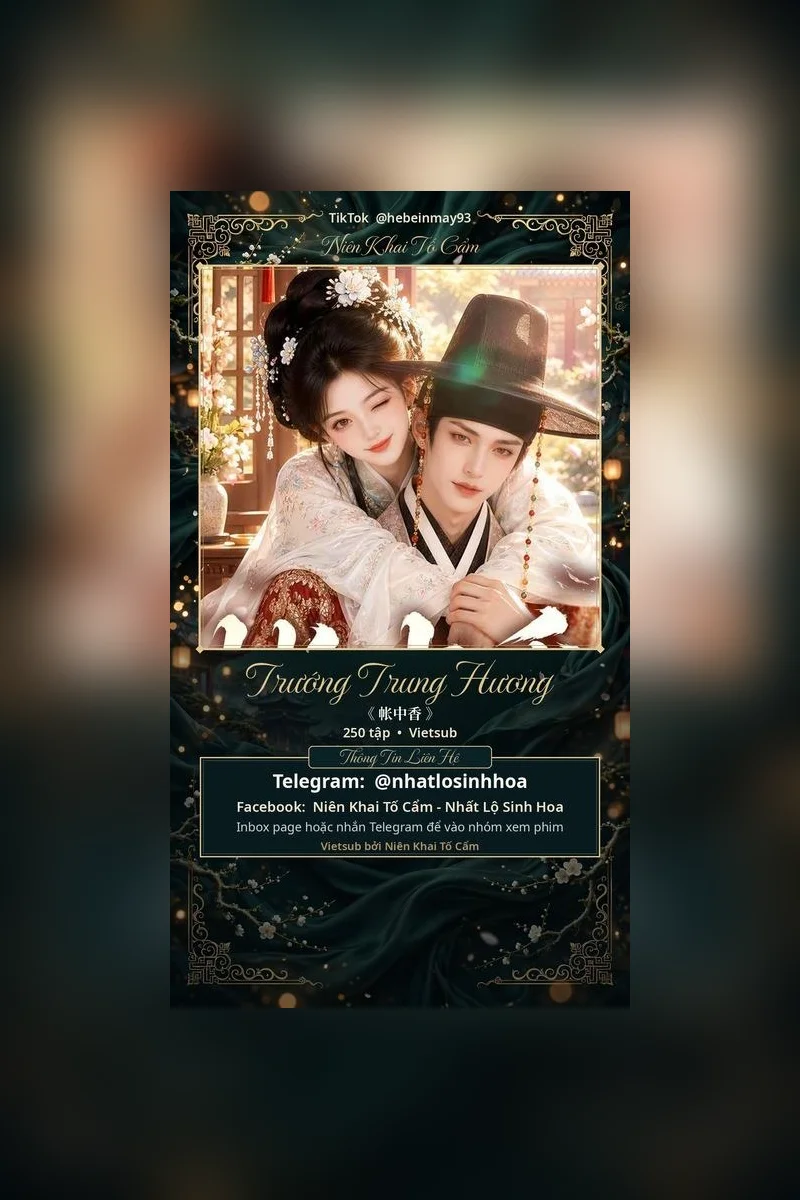 TikTok @hebeinmay93
Niên Khai Tố Cẩm
Trướng Trung Hương
《 帐中香 》
250 tập • Vietsub
Thông Tin Liên Hệ
Telegram: @nhatlosinhhoa
Facebook: Niên Khai Tố Cẩm - Nhất Lộ Sinh Hoa
Inbox page hoặc nhắn Telegram để vào nhóm xem phim
Vietsub bởi Niên Khai Tố Cẩm